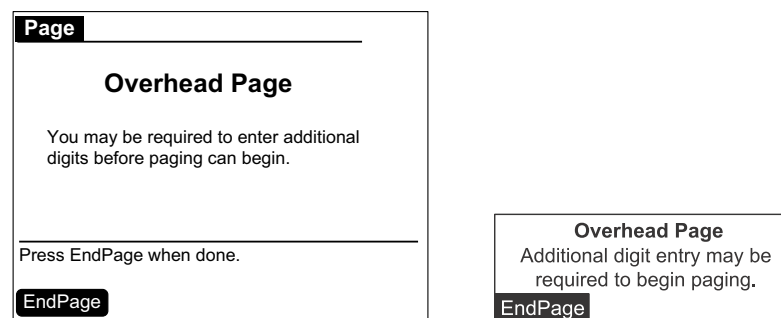 Page
Overhead Page
You may be required to enter additional
digits before paging can begin.
Press EndPage when done.
EndPage
Overhead Page
Additional digit entry may be
required to begin paging.
EndPage